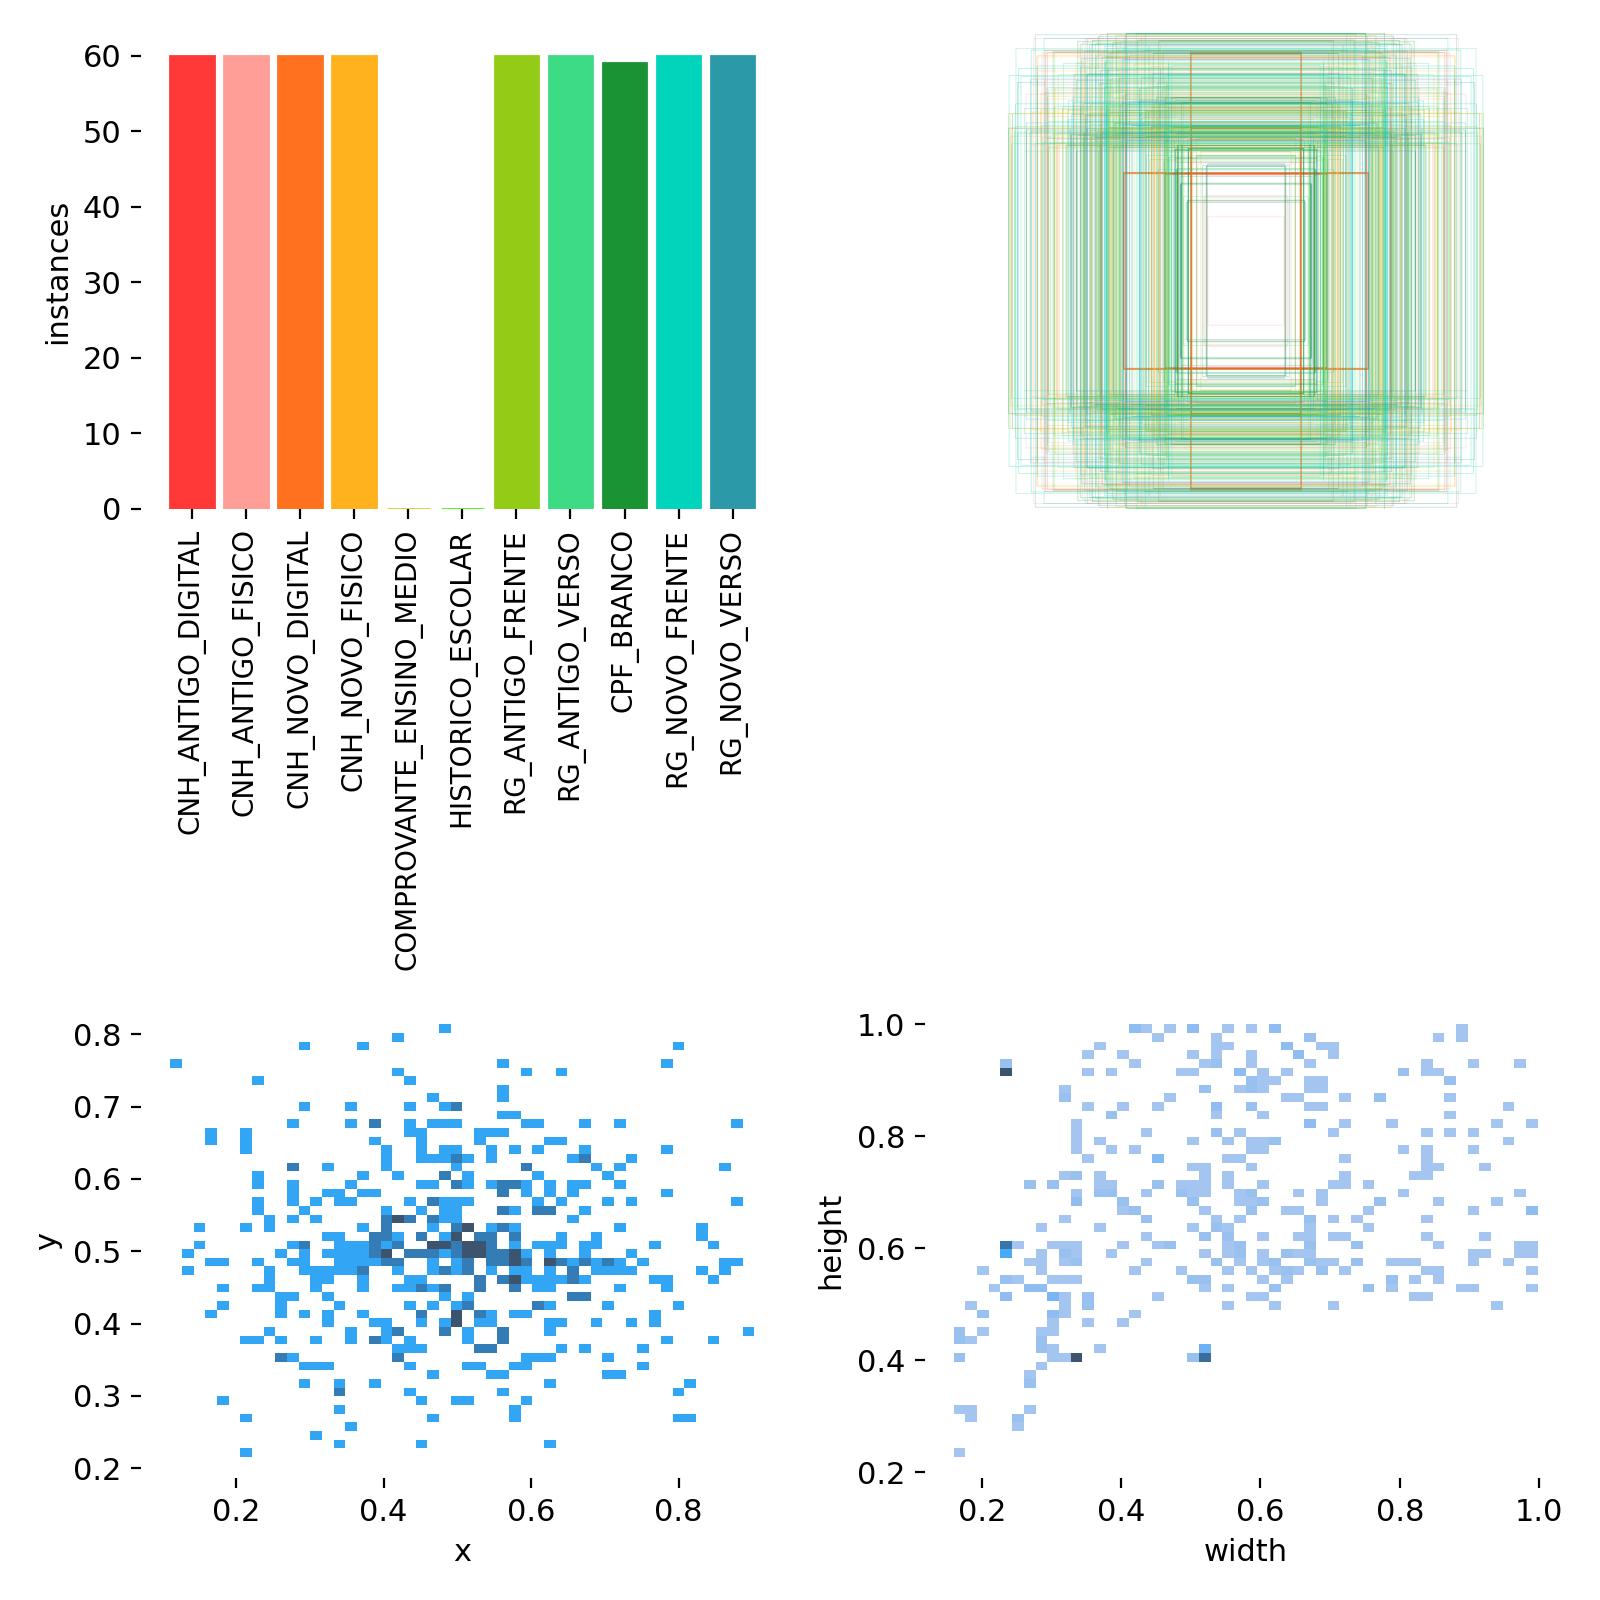 60
50
40
30
20
10
0
instances
CNH_ANTIGO_DIGITAL
CNH_ANTIGO_FISICO
CNH_NOVO_DIGITAL
CNH_NOVO_FISICO
COMPROVANTE_ENSINO_MEDIO
HISTORICO_ESCOLAR
RG_ANTIGO_FRENTE
RG_ANTIGO_VERSO
CPF_BRANCO
RG_NOVO_FRENTE
RG_NOVO_VERSO
0.8
0.7
0.6
0.5
0.4
0.3
0.2
y
0.2 0.4 0.6 0.8
x
1.0
0.8
0.6
0.4
0.2
height
0.2 0.4 0.6 0.8 1.0
width